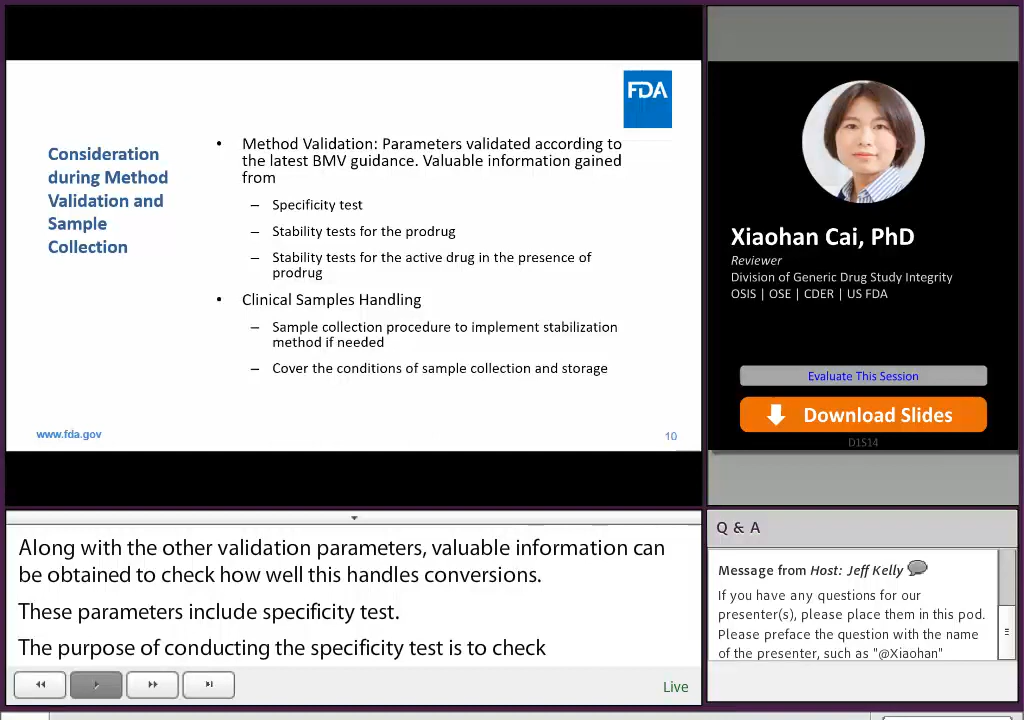 FDA
Consideration
during Method
Validation and
Sample
Collection
• Method Validation: Parameters validated according to
the latest BMV guidance. Valuable information gained
from
– Specificity test
– Stability tests for the prodrug
– Stability tests for the active drug in the presence of
prodrug
• Clinical Samples Handling
– Sample collection procedure to implement stabilization
method if needed
– Cover the conditions of sample collection and storage
www.fda.gov
10
Xiaohan Cai, PhD
Reviewer
Division of Generic Drug Study Integrity
OSIS | OSE | CDER | US FDA
Evaluate This Session
Download Slides
D1S14
Along with the other validation parameters, valuable information can
be obtained to check how well this handles conversions.
These parameters include specificity test.
The purpose of conducting the specificity test is to check
Live
Q & A
Message from Host: Jeff Kelly
If you have any questions for our
presenter(s), please place them in this pod.
Please preface the question with the name
of the presenter, such as "@Xiaohan"